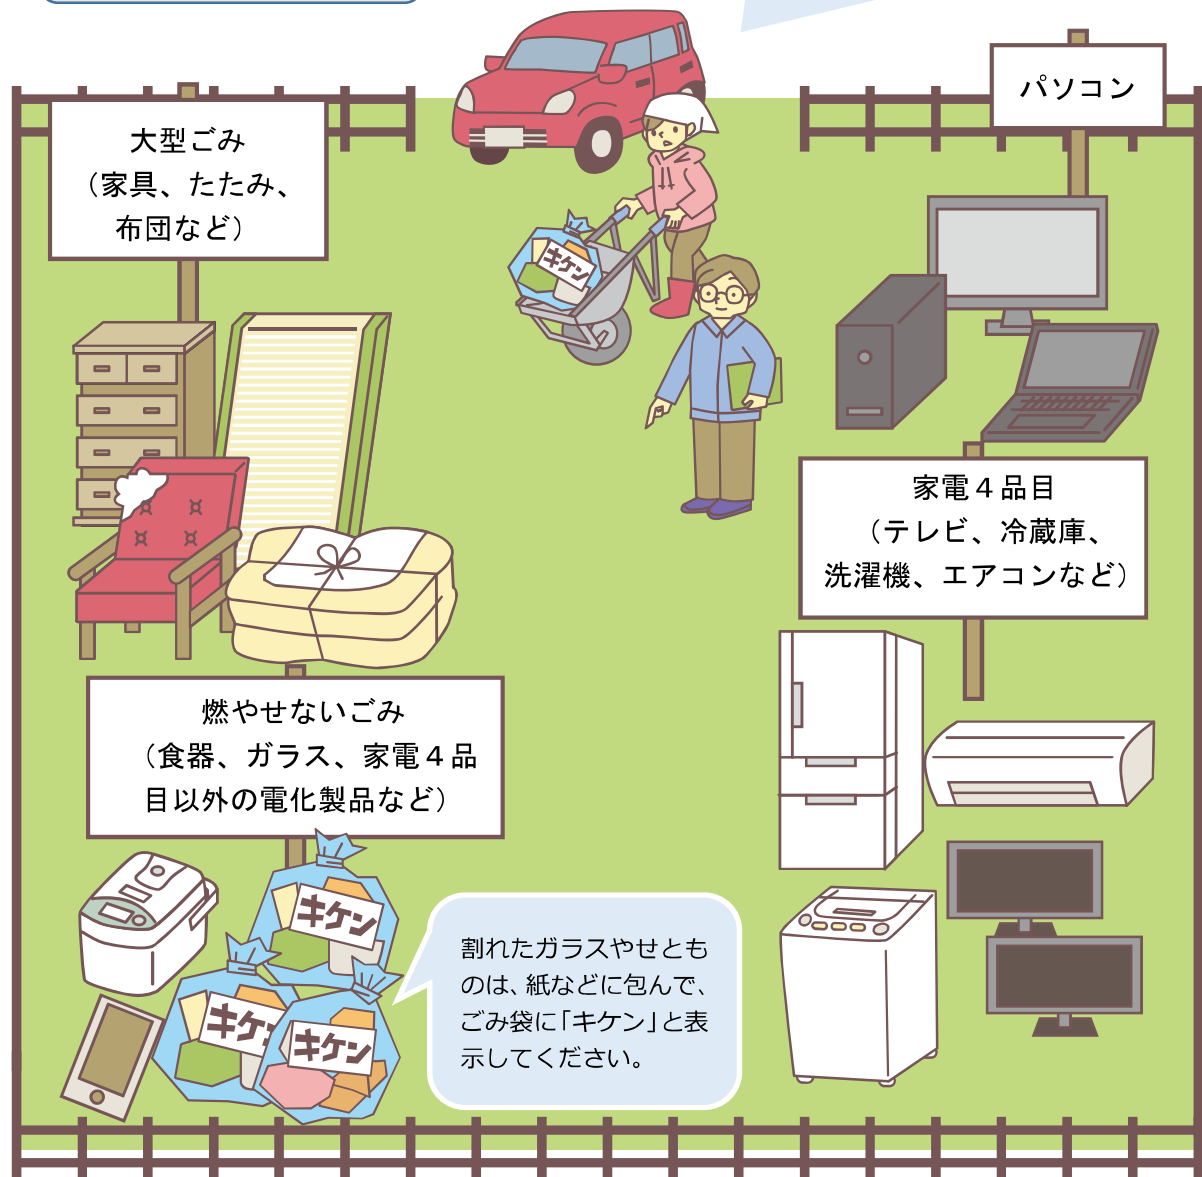 大型ごみ
（家具、たたみ、
布団など）
パソコン
キケン
家電４品目
（テレビ、冷蔵庫、
洗濯機、エアコンなど）
燃やせないごみ
（食器、ガラス、家電４品
目以外の電化製品など）
キケン
キケン
キケン
割れたガラスやせとも
のは、紙などに包んで、
ごみ袋に「キケン」と表
示してください。